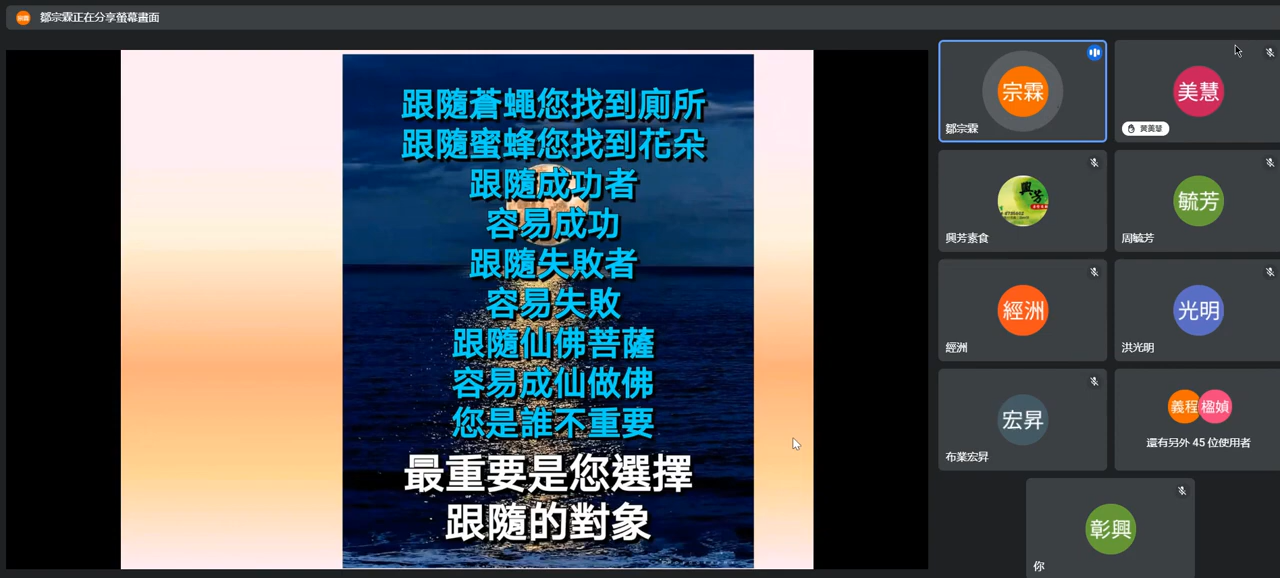 鄒宗霖正在分享螢幕畫面
跟隨蒼蠅您找到廁所
跟隨蜜蜂您找到花朵
跟隨成功者
容易成功
跟隨失敗者
容易失敗
跟隨仙佛菩薩
容易成仙做佛
您是誰不重要
最重要是您選擇
跟隨的對象
宗霖
鄒宗霖
美慧
興芳
興芳素食
毓芳
周毓芳
經洲
經洲
光明
洪光明
宏昇
布業宏昇
義程
楹媜
還有另外 45 位使用者
彰興
你